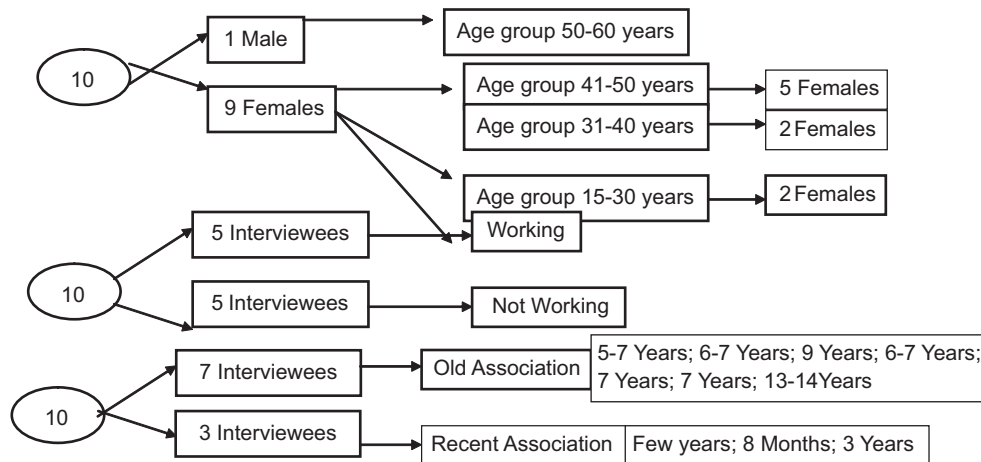 10
1 Male
Age group 50-60 years
9 Females
Age group 41-50 years
5 Females
Age group 31-40 years
2 Females
Age group 15-30 years
2 Females
10
5 Interviewees
Working
5 Interviewees
Not Working
10
7 Interviewees
Old Association
5-7 Years; 6-7 Years; 9 Years; 6-7 Years;
7 Years; 7 Years; 13-14Years
3 Interviewees
Recent Association
Few years; 8 Months; 3 Years